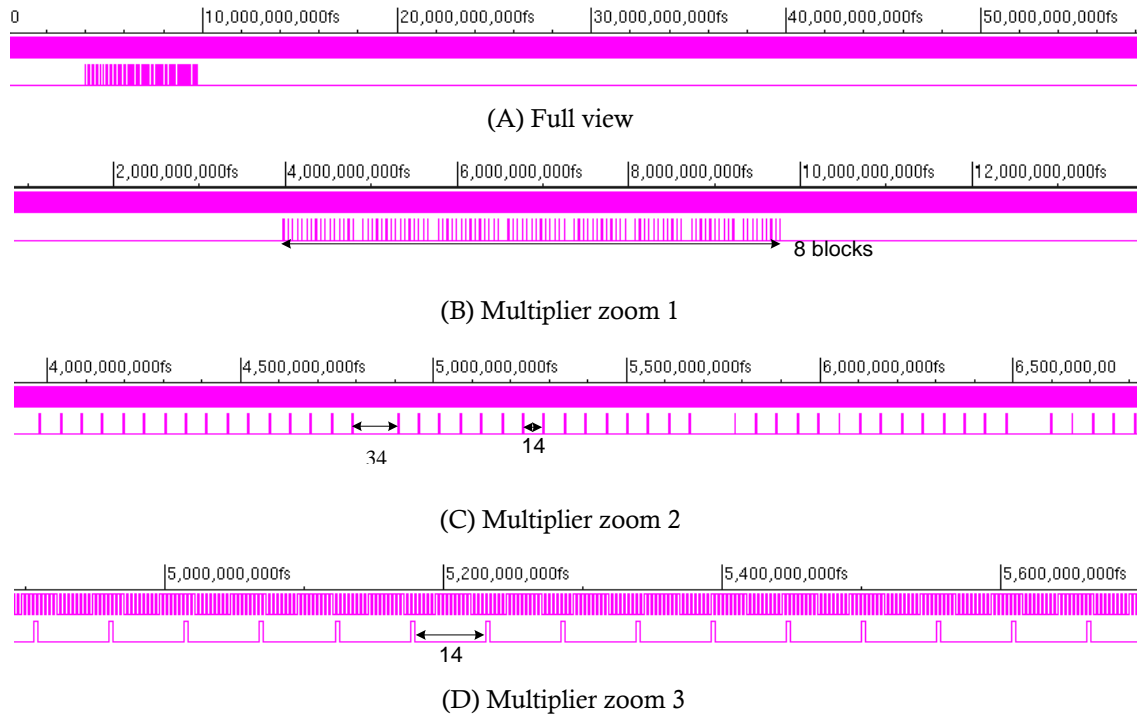 0 10,000,000,000fs 20,000,000,000fs 30,000,000,000fs 40,000,000,000fs 50,000,000,000fs
(A) Full view
2,000,000,000fs 4,000,000,000fs 6,000,000,000fs 8,000,000,000fs 10,000,000,000fs 12,000,000,000fs
8 blocks
(B) Multiplier zoom 1
4,000,000,000fs 4,500,000,000fs 5,000,000,000fs 5,500,000,000fs 6,000,000,000fs 6,500,000,00
34 14
(C) Multiplier zoom 2
5,000,000,000fs 5,200,000,000fs 5,400,000,000fs 5,600,000,000fs
14
(D) Multiplier zoom 3